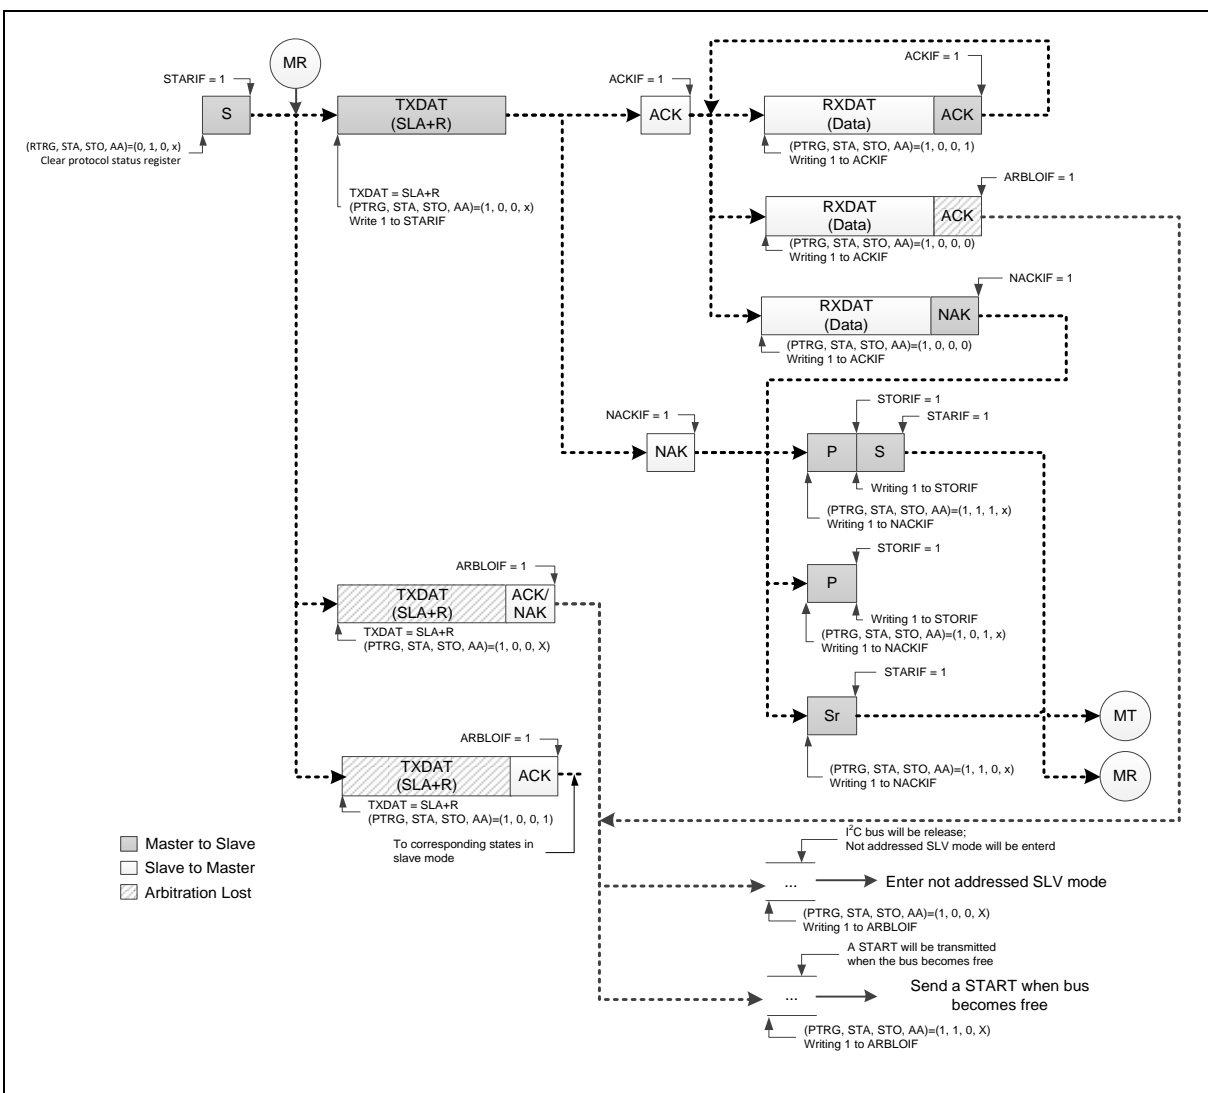 MR
STARIF = 1
S
(RTRG, STA, STO, AA)=(0, 1, 0, x)
Clear protocol status register
TXDAT
(SLA+R)
TXDAT = SLA+R
(PTRG, STA, STO, AA)=(1, 0, 0, x)
Write 1 to STARIF
ACKIF = 1
ACK
ACKIF = 1
RXDAT
(Data)
ACK
(PTRG, STA, STO, AA)=(1, 0, 0, 1)
Writing 1 to ACKIF
ARBLOIF = 1
RXDAT
(Data)
ACK
(PTRG, STA, STO, AA)=(1, 0, 0, 0)
Writing 1 to ACKIF
NACKIF = 1
RXDAT
(Data)
NAK
(PTRG, STA, STO, AA)=(1, 0, 0, 0)
Writing 1 to ACKIF
NACKIF = 1
NAK
STORIF = 1
STARIF = 1
P
S
Writing 1 to STORIF
(PTRG, STA, STO, AA)=(1, 1, 1, x)
Writing 1 to NACKIF
STORIF = 1
P
Writing 1 to STORIF
(PTRG, STA, STO, AA)=(1, 0, 1, x)
Writing 1 to NACKIF
STARIF = 1
Sr
(PTRG, STA, STO, AA)=(1, 1, 0, x)
Writing 1 to NACKIF
MT
MR
ARBLOIF = 1
TXDAT
(SLA+R)
ACK/
NAK
TXDAT = SLA+R
(PTRG, STA, STO, AA)=(1, 0, 0, X)
ARBLOIF = 1
TXDAT
(SLA+R)
ACK
TXDAT = SLA+R
(PTRG, STA, STO, AA)=(1, 0, 0, 1)
To corresponding states in
slave mode
Master to Slave
Slave to Master
Arbitration Lost
I²C bus will be release;
Not addressed SLV mode will be enterd
...
Enter not addressed SLV mode
(PTRG, STA, STO, AA)=(1, 0, 0, X)
Writing 1 to ARBLOIF
A START will be transmitted
when the bus becomes free
...
Send a START when bus
becomes free
(PTRG, STA, STO, AA)=(1, 1, 0, X)
Writing 1 to ARBLOIF